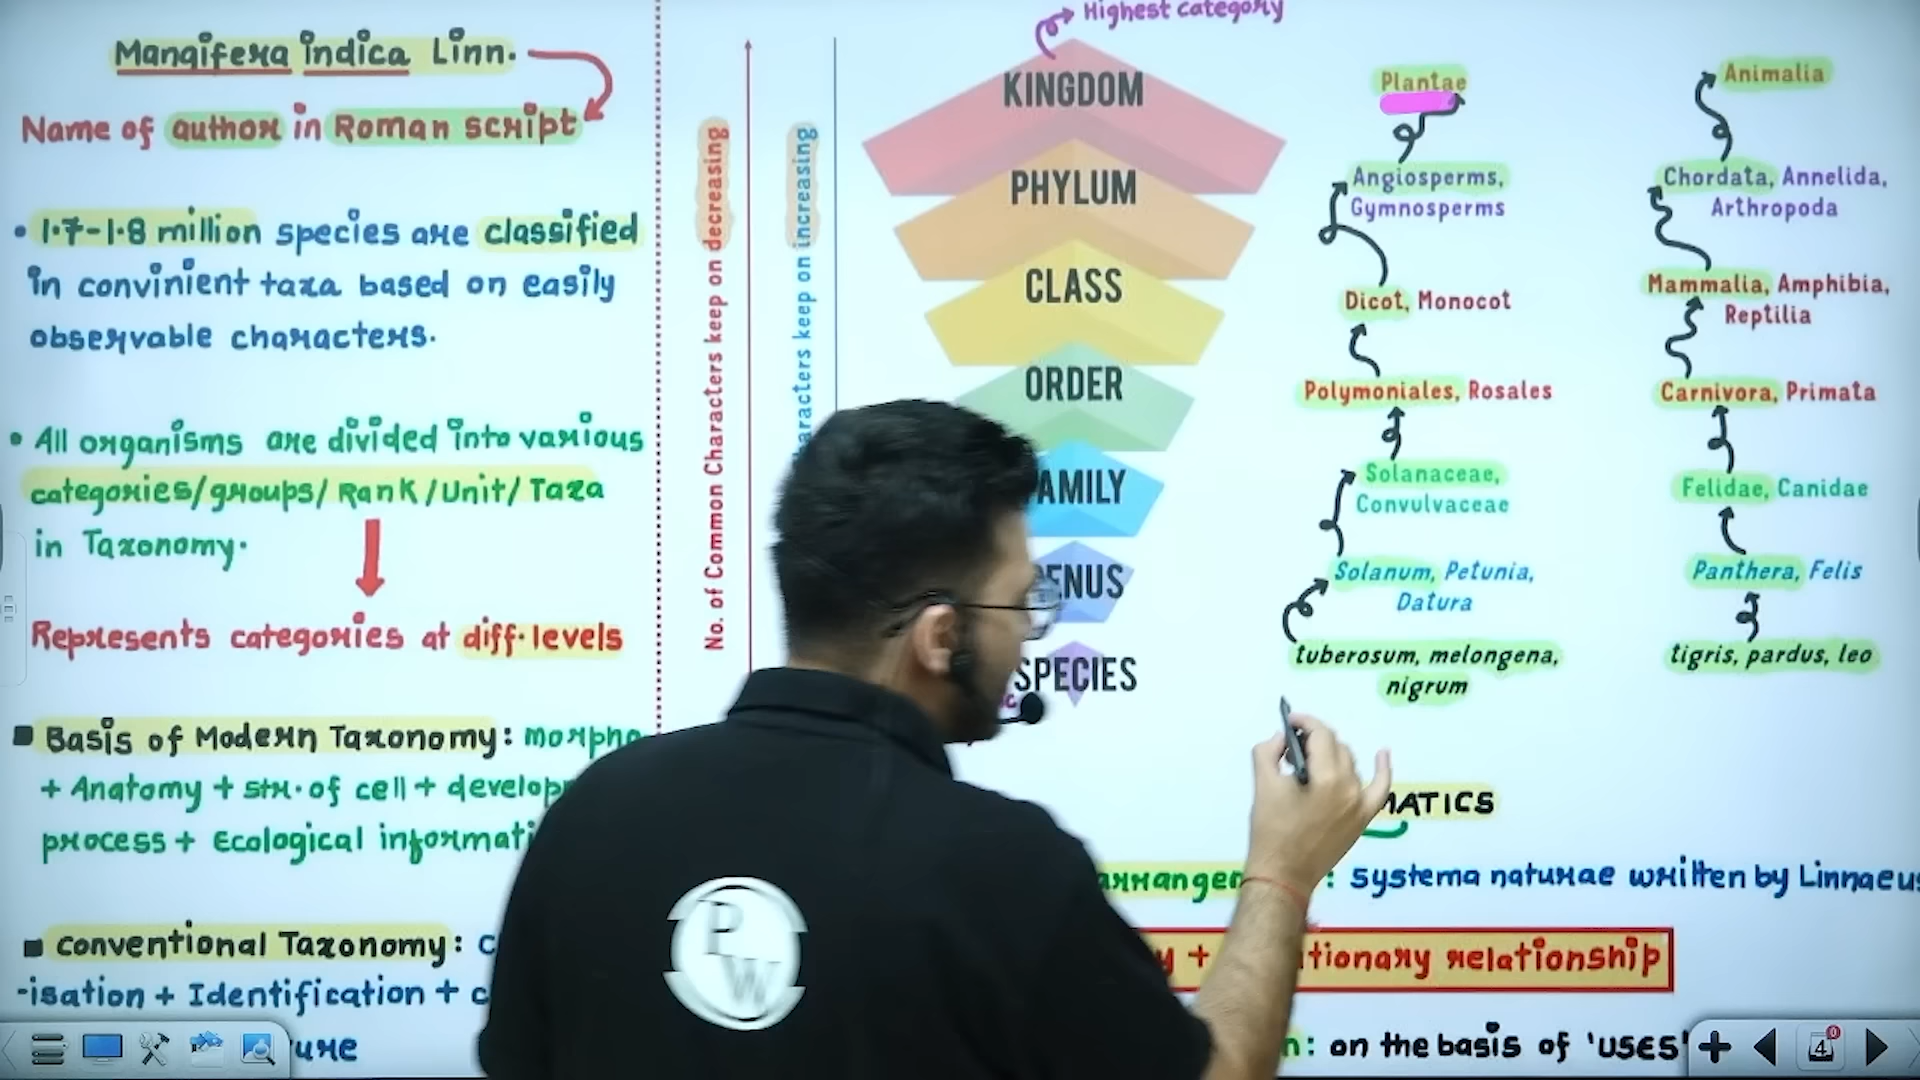 Mangifera indica Linn.
Name of author in Roman script
• 1.7-1.8 million species are classified
in convinient taxa based on easily
observable characters.
• All organisms are divided into various
categories/groups/Rank/Unit/Taxa
in Taxonomy.
Represents categories at diff. levels
■ Basis of Modern Taxonomy: morpho
+ Anatomy + str. of cell + develop
process + Ecological informati
■ Conventional Taxonomy: C
-isation + Identification + c
ure
No. of Common Characters keep on decreasing
characters keep on increasing
Highest category
KINGDOM
PHYLUM
CLASS
ORDER
FAMILY
GENUS
SPECIES
Plantae
Angiosperms,
Gymnosperms
Dicot, Monocot
Polymoniales, Rosales
Solanaceae,
Convulvaceae
Solanum, Petunia,
Datura
tuberosum, melongena,
nigrum
Animalia
Chordata, Annelida,
Arthropoda
Mammalia, Amphibia,
Reptilia
Carnivora, Primata
Felidae, Canidae
Panthera, Felis
tigris, pardus, leo
MATICS
arrangem : systema naturae written by Linnaeus
y + tionary relationship
n: on the basis of 'USES'
PW
4
0